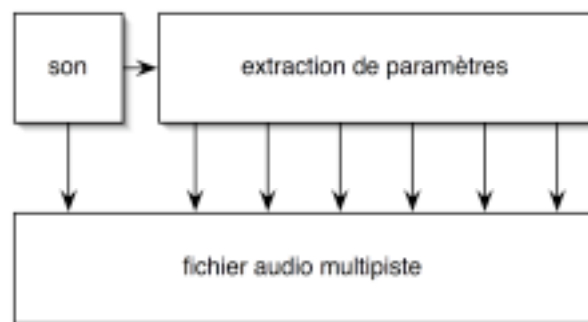 son
extraction de paramètres
fichier audio multipiste